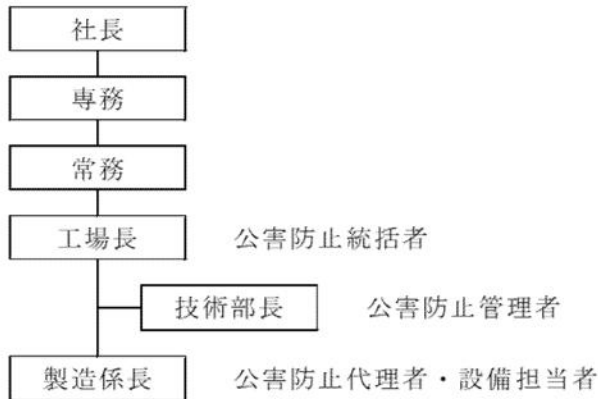 社長
専務
常務
工場長 公害防止統括者
技術部長 公害防止管理者
製造係長 公害防止代理者・設備担当者